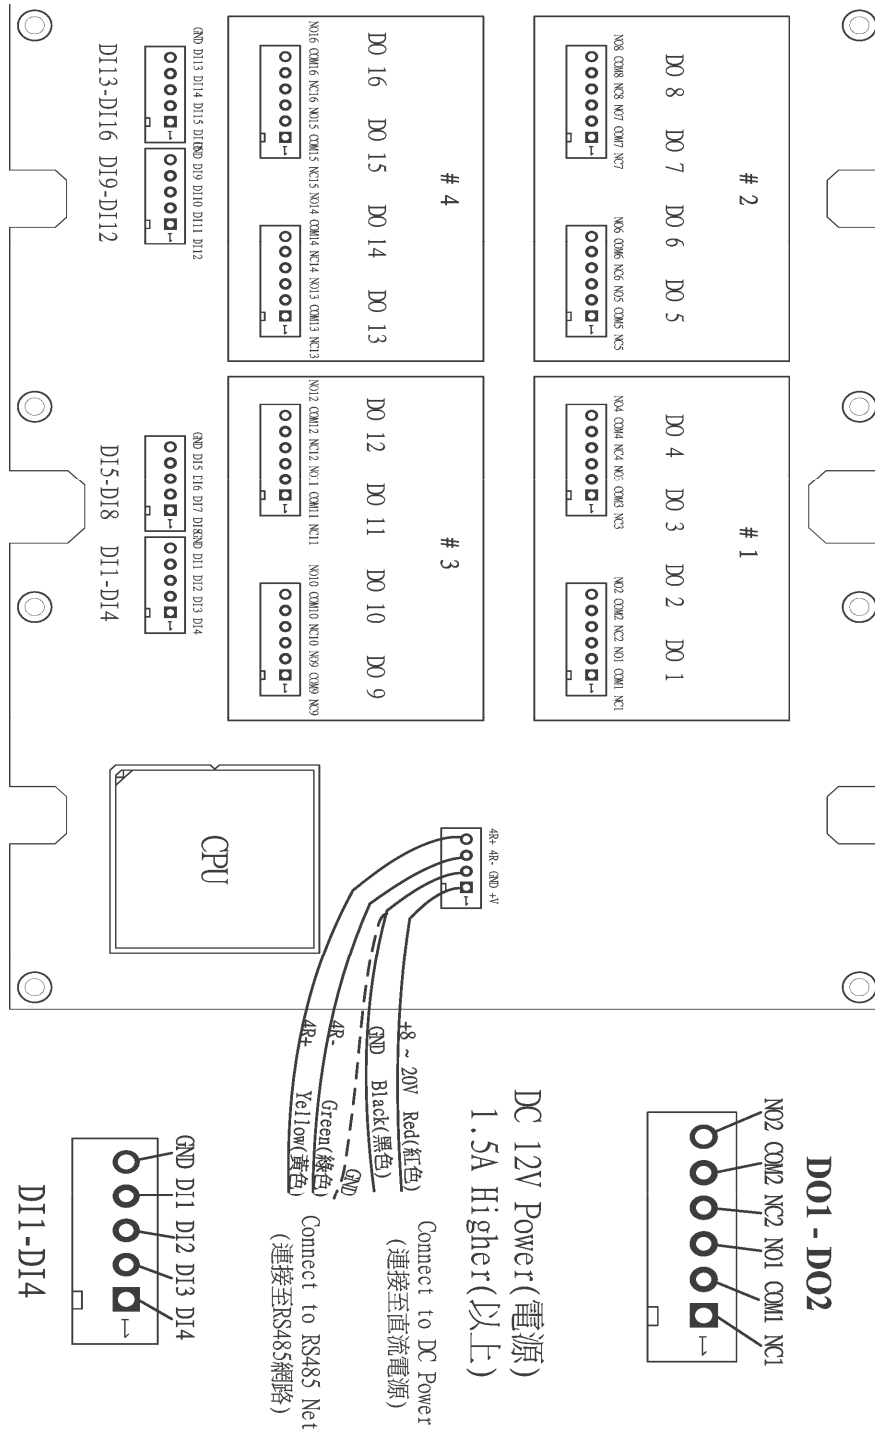 GND DI13 DI14 DI15
DI13-DI16
GND DI9 DI10 DI11 DI12
DI9-DI12
NO16 COM16 NC16 NO15 COM15 NC15
NO14 COM14 NC14 NO13 COM13 NC13
DO 16 DO 15 DO 14 DO 13
# 4
NO8 COM8 NC8 NO7 COM7 NC7
NO6 COM6 NC6 NO5 COM5 NC5
DO 8 DO 7 DO 6 DO 5
# 2
GND DI5 DI6 DI7 DI8
DI5-DI8
GND DI1 DI2 DI3 DI4
DI1-DI4
NO12 COM12 NC12 COM11 NC11
NO10 COM10 NC10 NO9 COM9 NC9
DO 12 DO 11 DO 10 DO 9
# 3
NO4 COM4 NC4 COM3 NC3
NO2 COM2 NC2 NO1 COM1 NC1
DO 4 DO 3 DO 2 DO 1
# 1
CPU
4R+ 4R- GND +V
+8 ~ 20V Red(紅色)
GND Black(黑色)
GND
4R- Green(綠色)
4R+ Yellow(黃色)
DC 12V Power(電源)
1.5A Higher(以上)
Connect to DC Power
(連接至直流電源)
Connect to RS485 Net
(連接至RS485網路)
DO1 - DO2
NO2 COM2 NC2 NO1 COM1 NC1
1
GND DI1 DI2 DI3 DI4
1
DI1-DI4